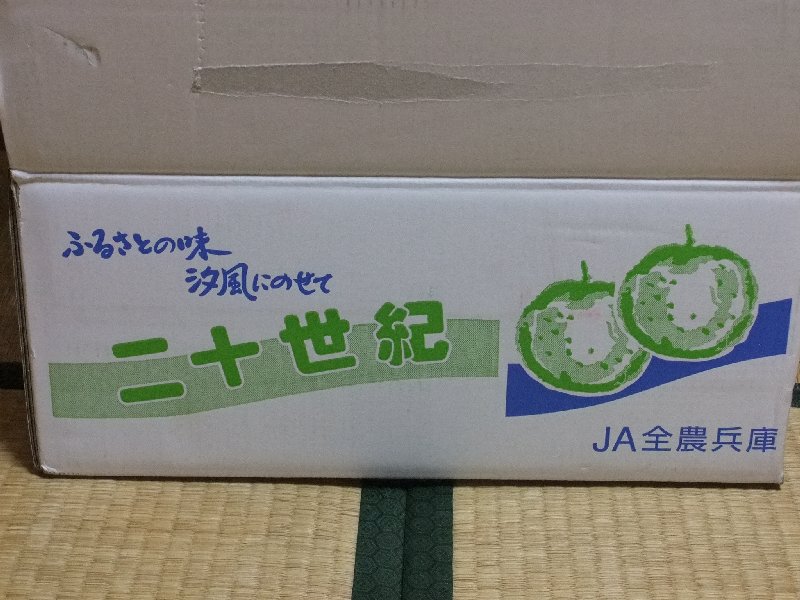 ふるさとの味
汐風にのせて
二十世紀
JA全農兵庫